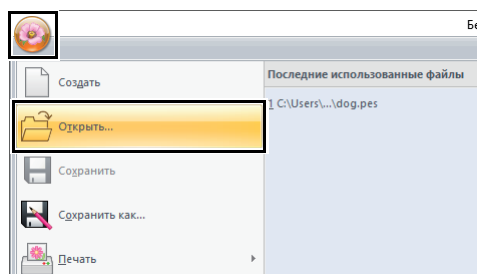 Бе
Создать
Последние использованные файлы
1 C:\Users\...\dog.pes
Открыть...
Сохранить
Сохранить как...
Печать